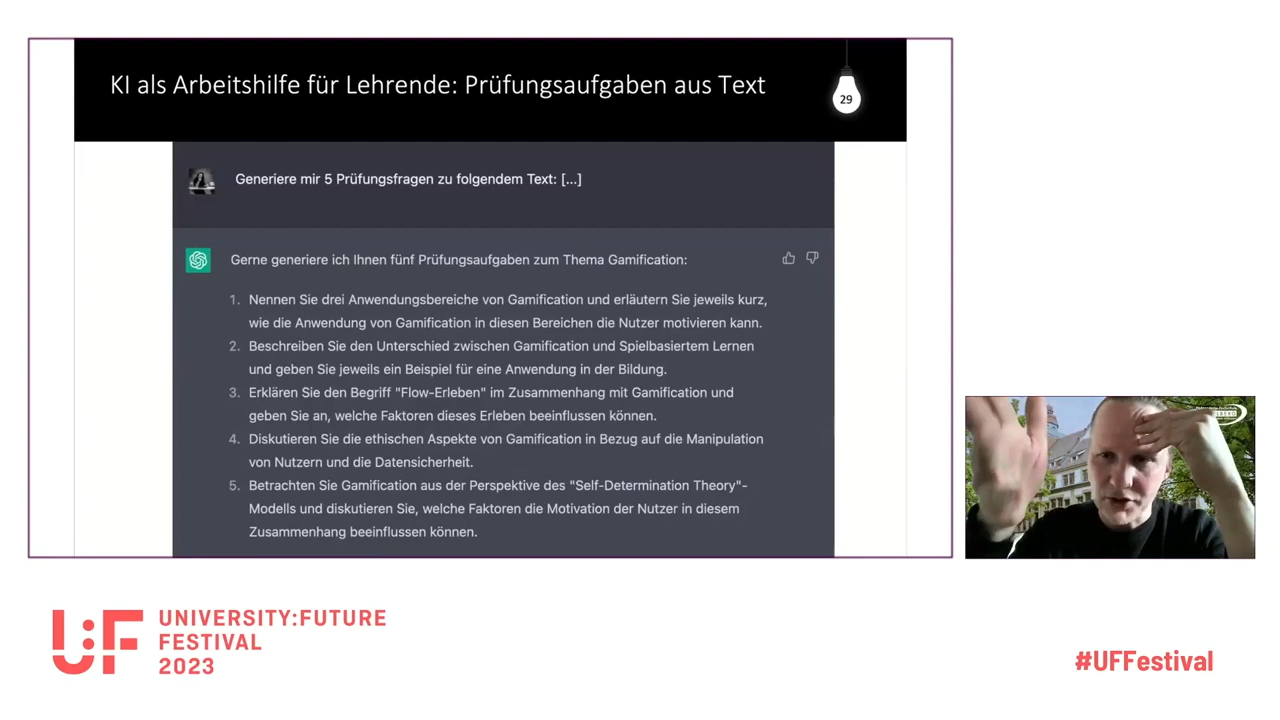 KI als Arbeitshilfe für Lehrende: Prüfungsaufgaben aus Text
29
Generiere mir 5 Prüfungsfragen zu folgendem Text: [...]
Gerne generiere ich Ihnen fünf Prüfungsaufgaben zum Thema Gamification:
1. Nennen Sie drei Anwendungsbereiche von Gamification und erläutern Sie jeweils kurz,
wie die Anwendung von Gamification in diesen Bereichen die Nutzer motivieren kann.
2. Beschreiben Sie den Unterschied zwischen Gamification und Spielbasiertem Lernen
und geben Sie jeweils ein Beispiel für eine Anwendung in der Bildung.
3. Erklären Sie den Begriff "Flow-Erleben" im Zusammenhang mit Gamification und
geben Sie an, welche Faktoren dieses Erleben beeinflussen können.
4. Diskutieren Sie die ethischen Aspekte von Gamification in Bezug auf die Manipulation
von Nutzern und die Datensicherheit.
5. Betrachten Sie Gamification aus der Perspektive des "Self-Determination Theory"-
Modells und diskutieren Sie, welche Faktoren die Motivation der Nutzer in diesem
Zusammenhang beeinflussen können.
U:F
UNIVERSITY:FUTURE
FESTIVAL
2023
#UFFestival